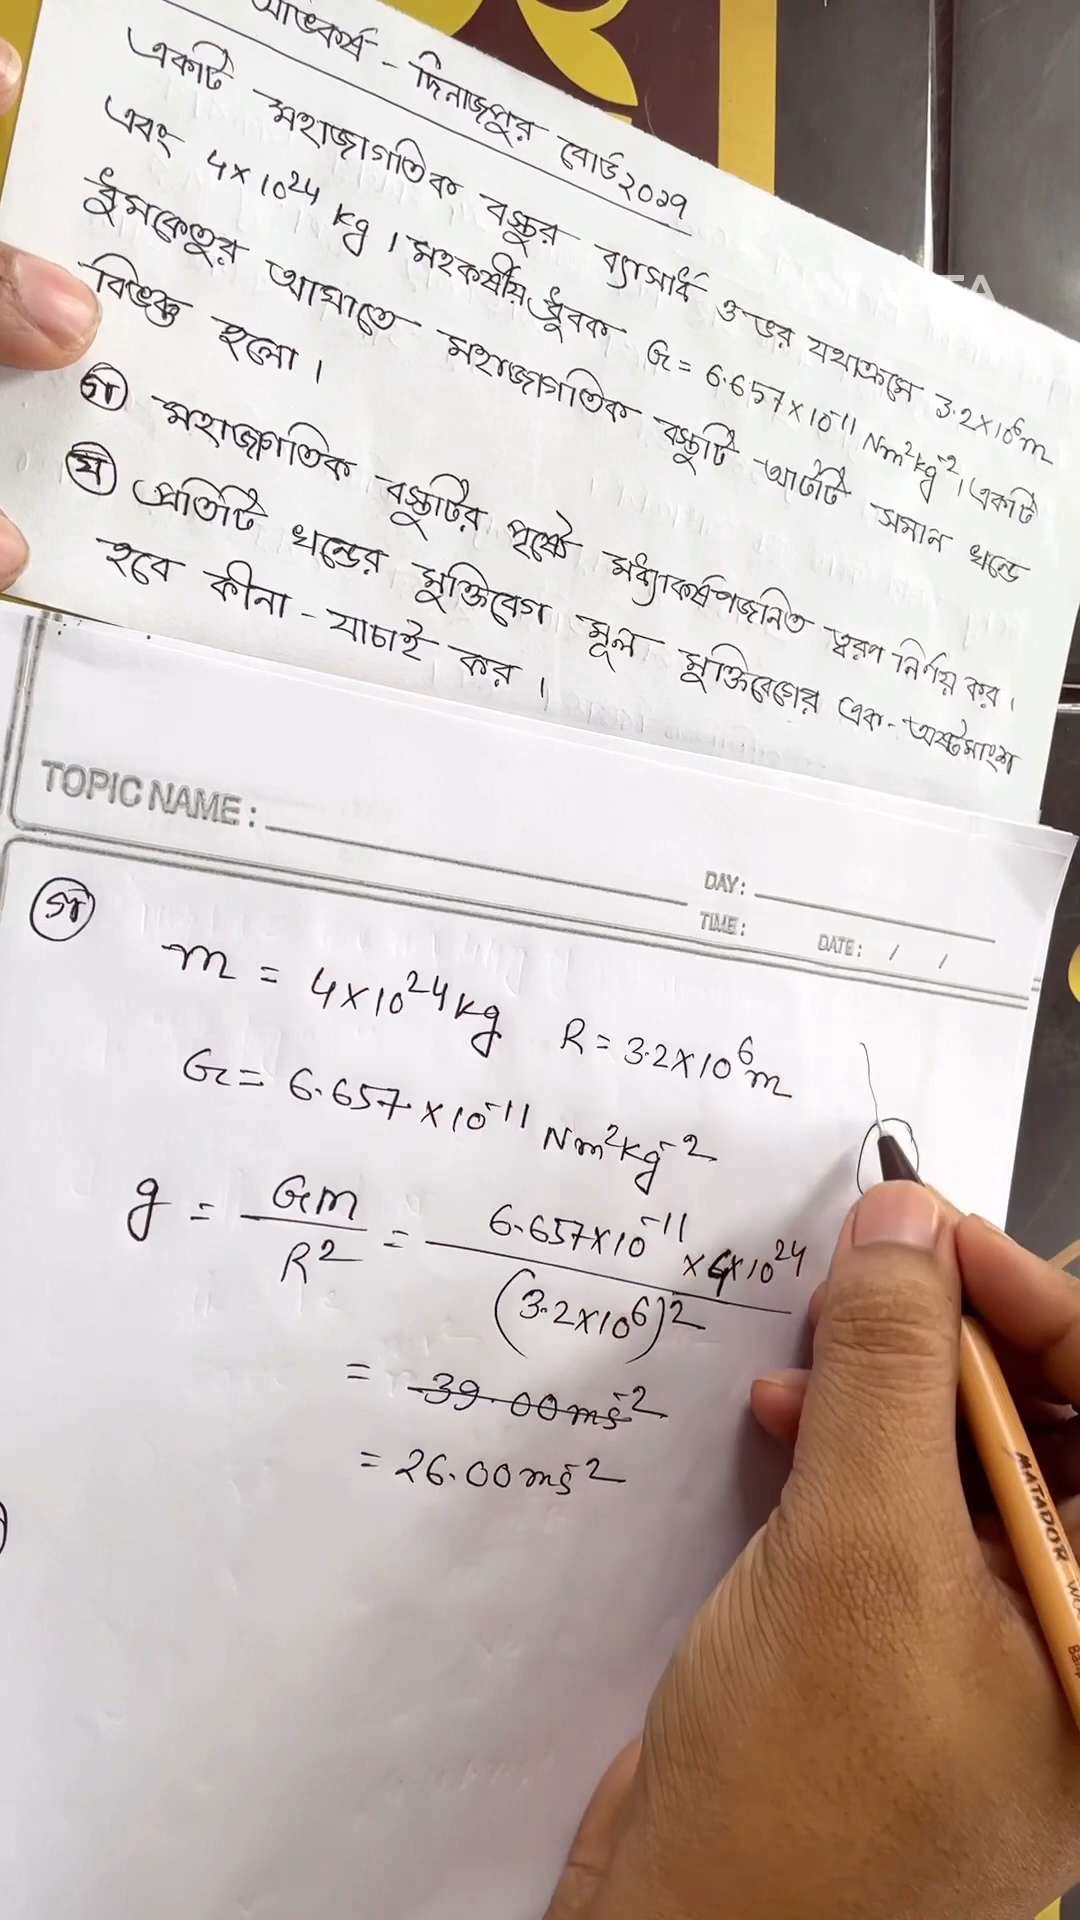 আভিকর্ষ - দিনাজপুর বোর্ড ২০১৭
একটি মহাজাগতিক বস্তুর ব্যাসার্ধ ও ভর যথাক্রমে 3.2×10⁶m
এবং 4×10²⁴ kg । মহকর্ষীয় ধ্রুবক G = 6.657×10⁻¹¹ Nm²kg⁻² । একটি
ধুমকেতুর আঘাতে মহাজাগতিক বস্তুটি আটটি সমান খন্ডে
বিভক্ত হলো ।
গ মহাজাগতিক বস্তুটির পৃষ্ঠে মধ্যাকর্ষণজনিত ত্বরণ নির্ণয় কর ।
ঘ প্রতিটি খন্ডের মুক্তিবেগ মূল মুক্তিবেগের এক-অষ্টমাংশ
হবে কীনা - যাচাই কর ।
TOPIC NAME :
DAY :
TIME :
DATE : / /
গ
m = 4×10²⁴kg R = 3.2×10⁶m
G = 6.657×10⁻¹¹ Nm²kg⁻²
g = Gm / R² = 6.657×10⁻¹¹ ×4×10²⁴ / (3.2×10⁶)²
= 39.00ms⁻²
= 26.00ms⁻²
MATADOR